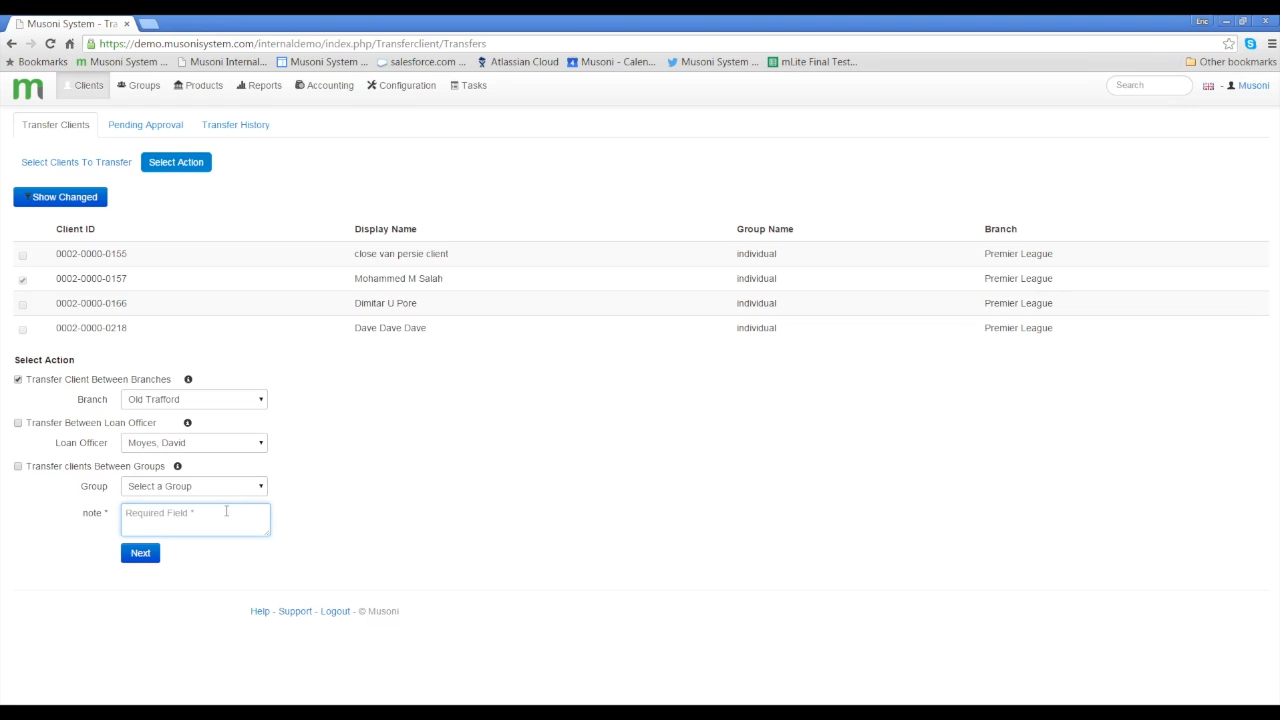 Musoni System - Tra
Eric
https://demo.musonisystem.com/internaldemo/index.php/Transferclient/Transfers
Bookmarks Musoni System ... Musoni Internal... Musoni System ... salesforce.com ... Atlassian Cloud Musoni - Calen... Musoni System ... mLite Final Test... Other bookmarks
m Clients Groups Products Reports Accounting Configuration Tasks Search - Musoni
Transfer Clients Pending Approval Transfer History
Select Clients To Transfer Select Action
Show Changed
Client ID Display Name Group Name Branch
0002-0000-0155 close van persie client individual Premier League
0002-0000-0157 Mohammed M Salah individual Premier League
0002-0000-0166 Dimitar U Pore individual Premier League
0002-0000-0218 Dave Dave Dave individual Premier League
Select Action
Transfer Client Between Branches
Branch Old Trafford
Transfer Between Loan Officer
Loan Officer Moyes, David
Transfer clients Between Groups
Group Select a Group
note * Required Field *
Next
Help - Support - Logout - © Musoni